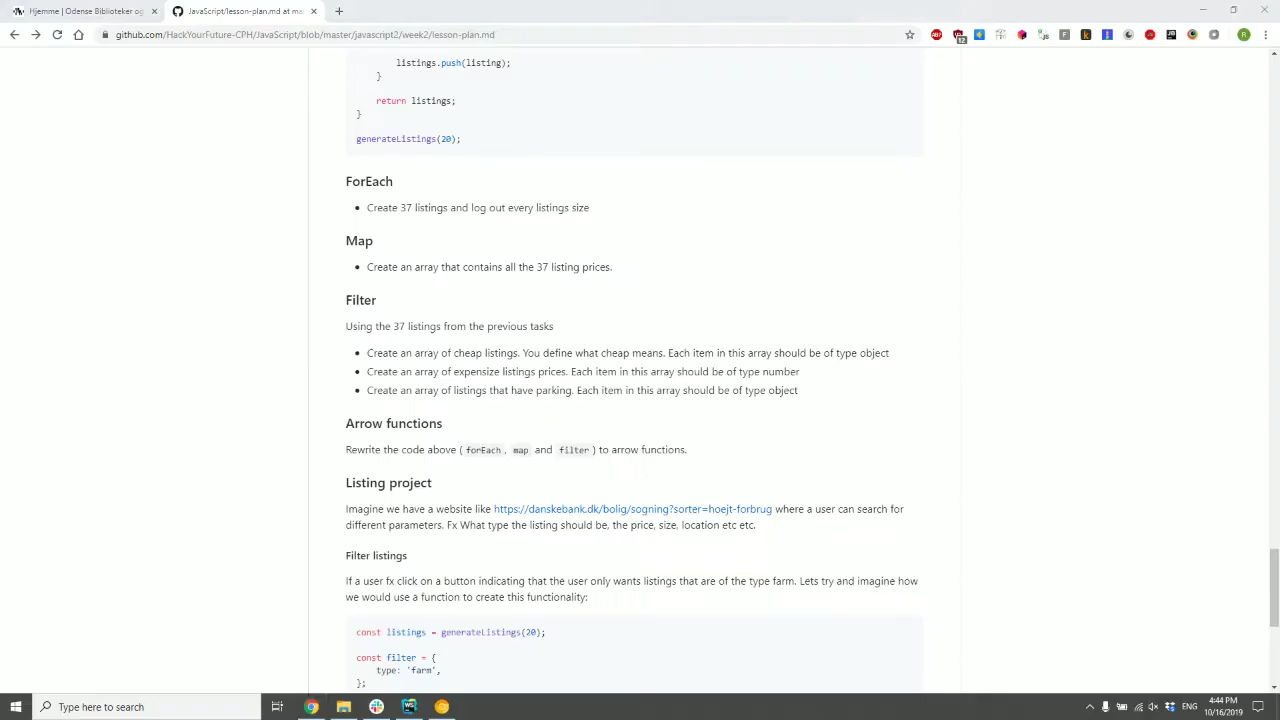 Hjemme | Odense Biblioteker og
JavaScript/lesson-plan.md at ma
github.com/HackYourFuture-CPH/JavaScript/blob/master/javascript2/week2/lesson-plan.md
listings.push(listing);
}
return listings;
}
generateListings(20);
ForEach
Create 37 listings and log out every listings size
Map
Create an array that contains all the 37 listing prices.
Filter
Using the 37 listings from the previous tasks
Create an array of cheap listings. You define what cheap means. Each item in this array should be of type object
Create an array of expensize listings prices. Each item in this array should be of type number
Create an array of listings that have parking. Each item in this array should be of type object
Arrow functions
Rewrite the code above ( forEach , map and filter ) to arrow functions.
Listing project
Imagine we have a website like https://danskebank.dk/bolig/sogning?sorter=hoejt-forbrug where a user can search for
different parameters. Fx What type the listing should be, the price, size, location etc etc.
Filter listings
If a user fx click on a button indicating that the user only wants listings that are of the type farm. Lets try and imagine how
we would use a function to create this functionality:
const listings = generateListings(20);
const filter = {
type: 'farm',
};
Type here to search
ENG
4:44 PM
10/16/2019